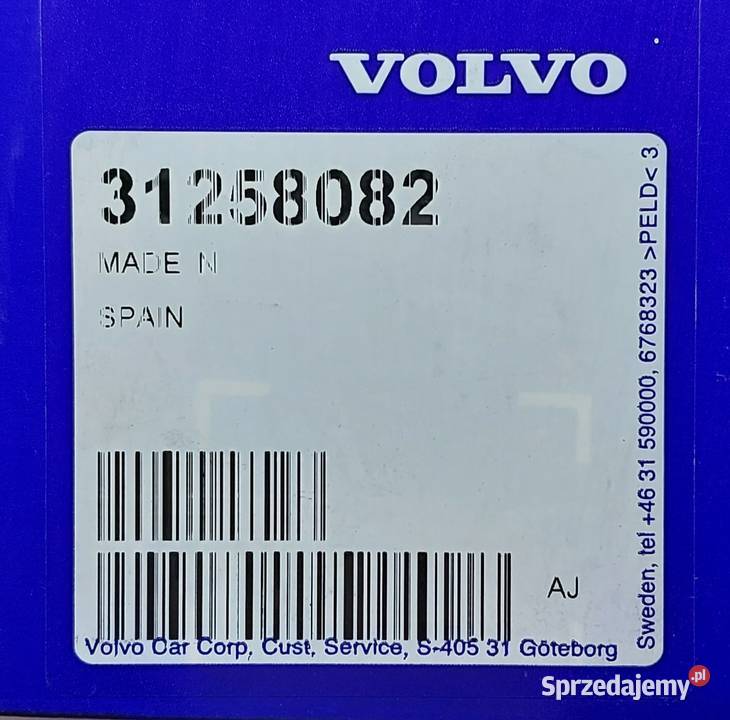 VOLVO
31258082
MADE IN
SPAIN
AJ
Volvo Car Corp, Cust, Service, S-405 31 Göteborg
Sweden, tel +46 31 590000, 6768323 >PELD< 3
Sprzedajemy.pl